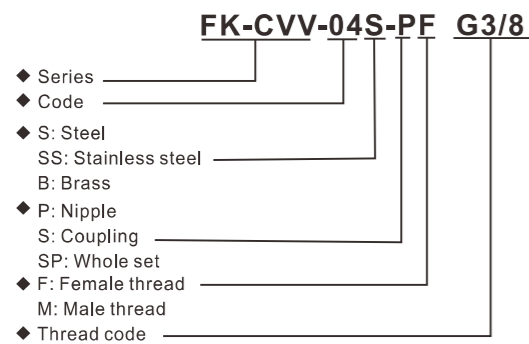 FK-CVV-04S-PF G3/8
◆ Series
◆ Code
◆ S: Steel
SS: Stainless steel
B: Brass
◆ P: Nipple
S: Coupling
SP: Whole set
◆ F: Female thread
M: Male thread
◆ Thread code